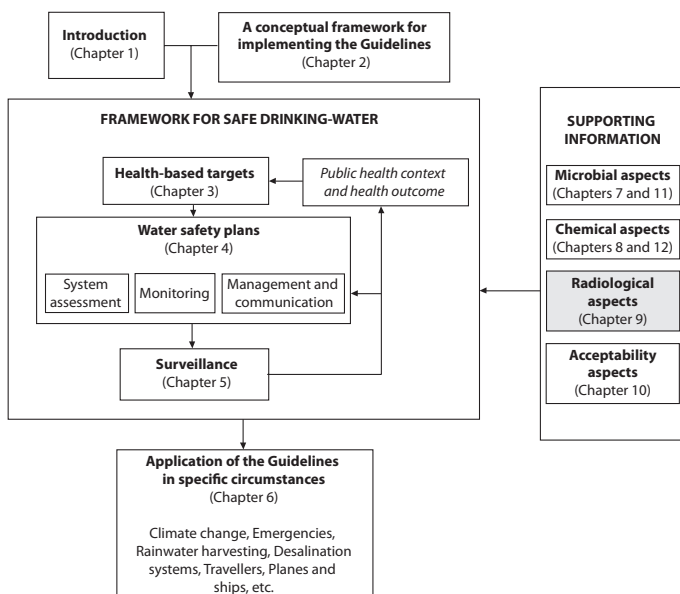 Introduction
(Chapter 1)
A conceptual framework for
implementing the Guidelines
(Chapter 2)
FRAMEWORK FOR SAFE DRINKING-WATER
Health-based targets
(Chapter 3)
Public health context
and health outcome
Water safety plans
(Chapter 4)
System
assessment
Monitoring
Management and
communication
Surveillance
(Chapter 5)
SUPPORTING
INFORMATION
Microbial aspects
(Chapters 7 and 11)
Chemical aspects
(Chapters 8 and 12)
Radiological
aspects
(Chapter 9)
Acceptability
aspects
(Chapter 10)
Application of the Guidelines
in specific circumstances
(Chapter 6)
Climate change, Emergencies,
Rainwater harvesting, Desalination
systems, Travellers, Planes and
ships, etc.